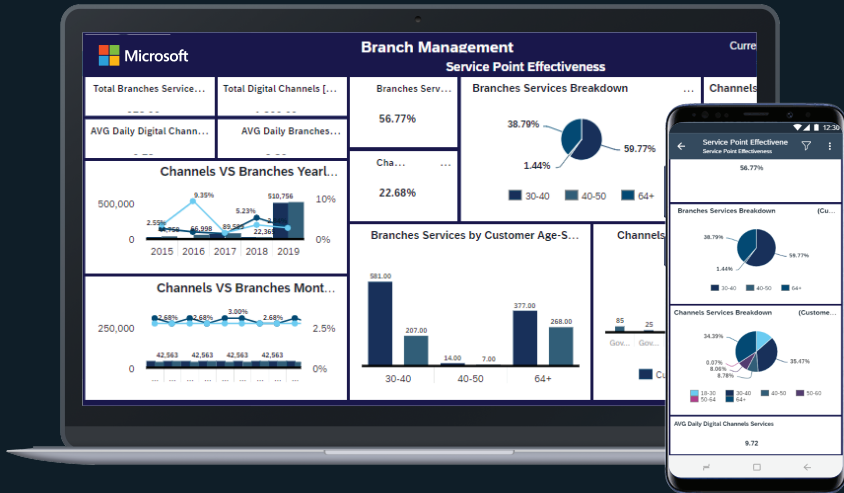 Microsoft
Branch Management
Service Point Effectiveness
Curre
Total Branches Service...
Total Digital Channels [...
AVG Daily Digital Chann...
AVG Daily Branches...
Branches Serv...
56.77%
Cha... ...
22.68%
Branches Services Breakdown ...
38.79%
59.77%
1.44%
30-40 40-50 64+
Channels
Channels VS Branches Yearl...
500,000
0
10%
0%
9.35%
510,756
2.55%
5.23%
66,998
2015 2016 2017 2018 2019
Channels VS Branches Mont...
250,000
0
2.5%
0%
2.68% 2.68% 3.00% 2.68%
42,563 42,563 42,563 42,563
... ... ... ... ... ... ... ...
Branches Services by Customer Age-S...
581.00
207.00
14.00
7.00
377.00
268.00
30-40 40-50 64+
Channels
85
25
Gov... Gov...
Cu
12:30
Service Point Effectivene
Service Point Effectiveness
56.77%
Branches Services Breakdown (Cu...
38.79%
59.77%
1.44%
30-40 40-50 64+
Channels Services Breakdown (Custome...
34.39%
0.07%
8.06%
8.78%
35.47%
18-30 30-40 40-50 50-60
50-64 64+
AVG Daily Digital Channels Services
9.72